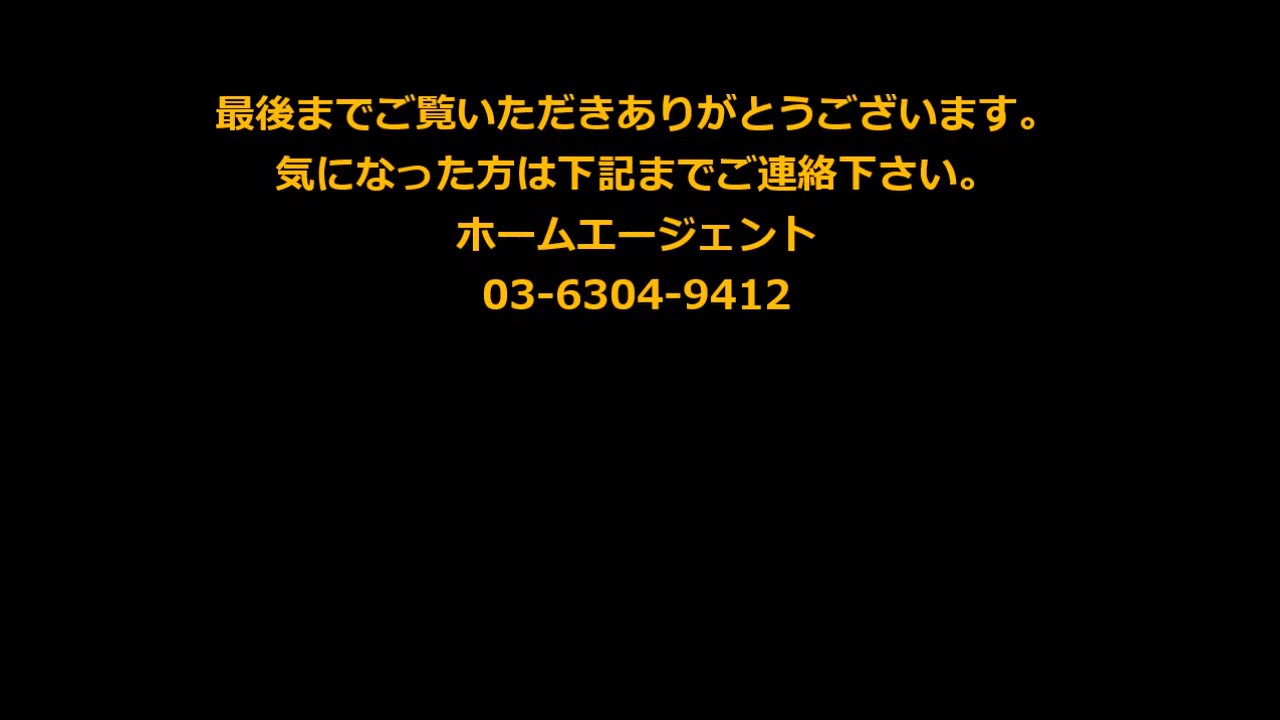 最後までご覧いただきありがとうございます。
気になった方は下記までご連絡下さい。
ホームエージェント
03-6304-9412